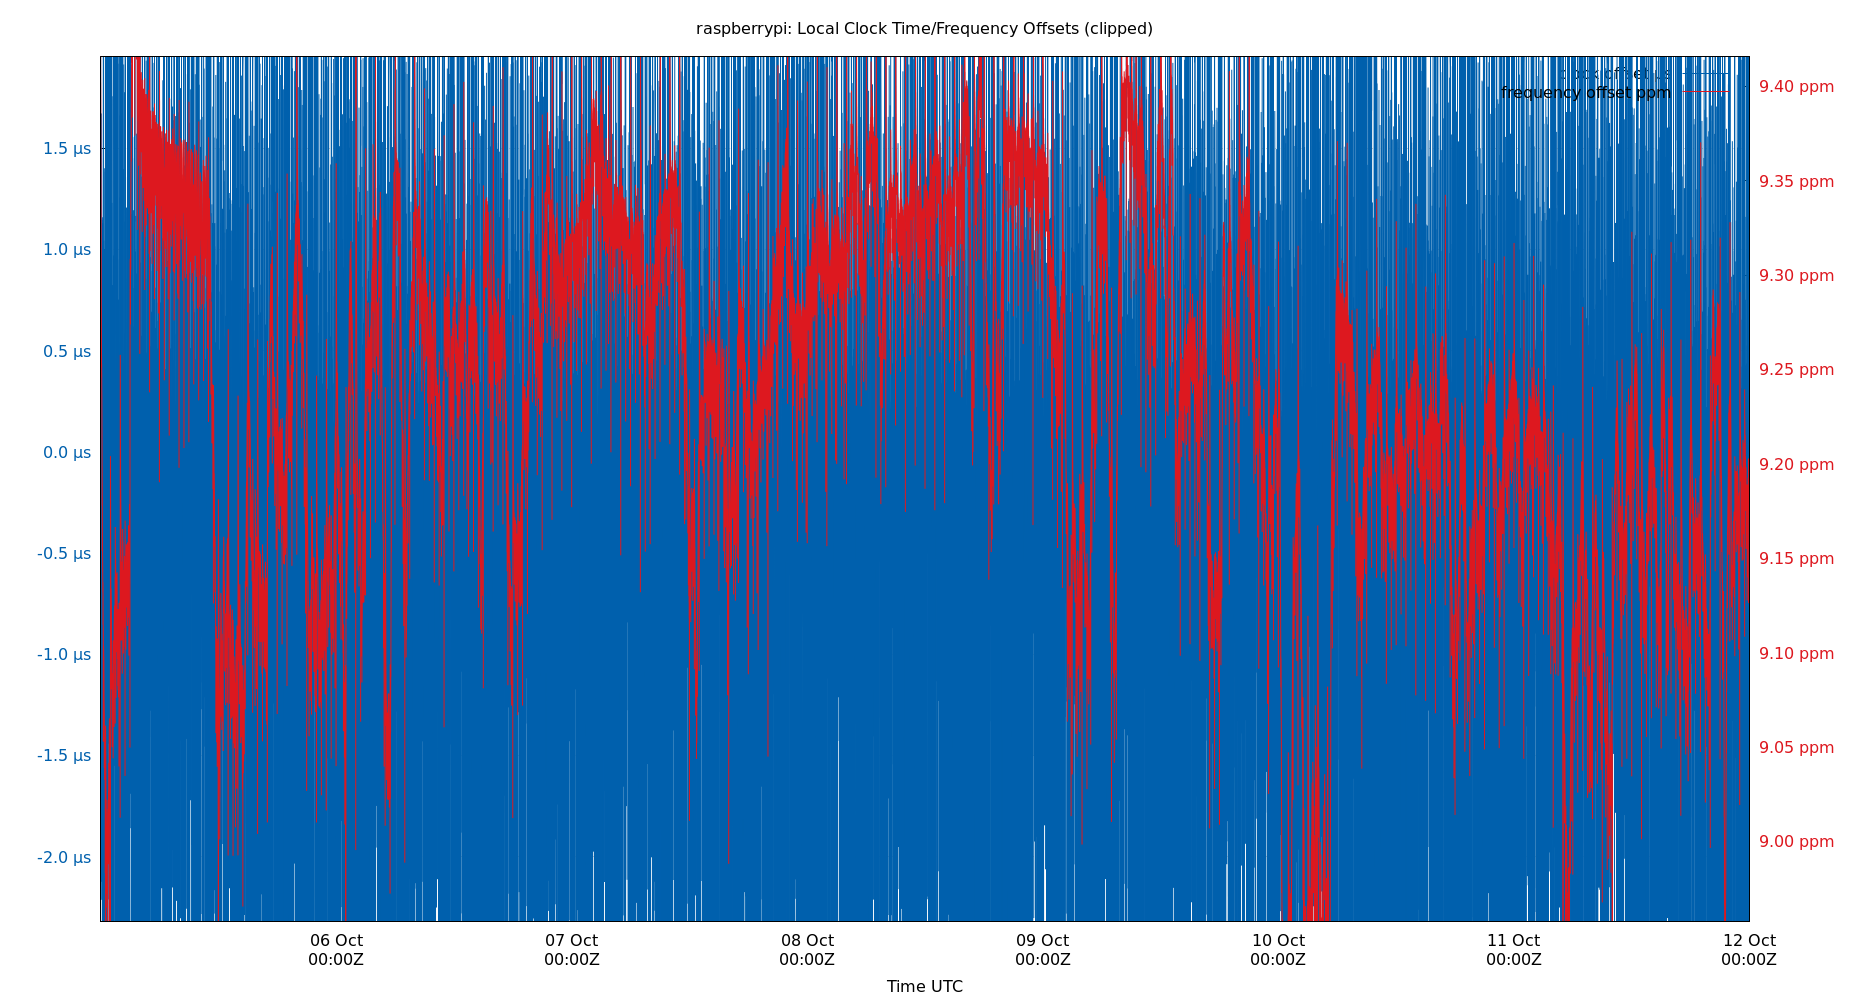 raspberrypi: Local Clock Time/Frequency Offsets (clipped)
clock offset us
frequency offset ppm
1.5 μs
1.0 μs
0.5 μs
0.0 μs
-0.5 μs
-1.0 μs
-1.5 μs
-2.0 μs
9.40 ppm
9.35 ppm
9.30 ppm
9.25 ppm
9.20 ppm
9.15 ppm
9.10 ppm
9.05 ppm
9.00 ppm
06 Oct
00:00Z
07 Oct
00:00Z
08 Oct
00:00Z
09 Oct
00:00Z
10 Oct
00:00Z
11 Oct
00:00Z
12 Oct
00:00Z
Time UTC